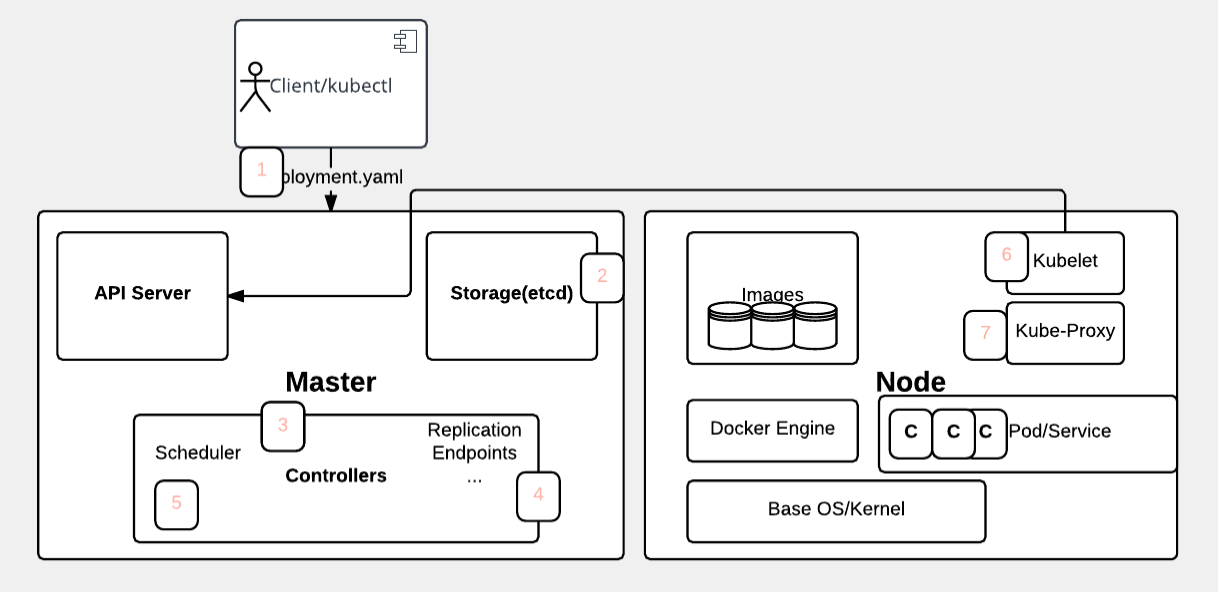 Client/kubectl
1
ployment.yaml
API Server
Storage(etcd)
2
Master
3
Scheduler
Replication
Endpoints
...
Controllers
5
4
Images
6
Kubelet
7
Kube-Proxy
Node
Docker Engine
C
C
C
Pod/Service
Base OS/Kernel